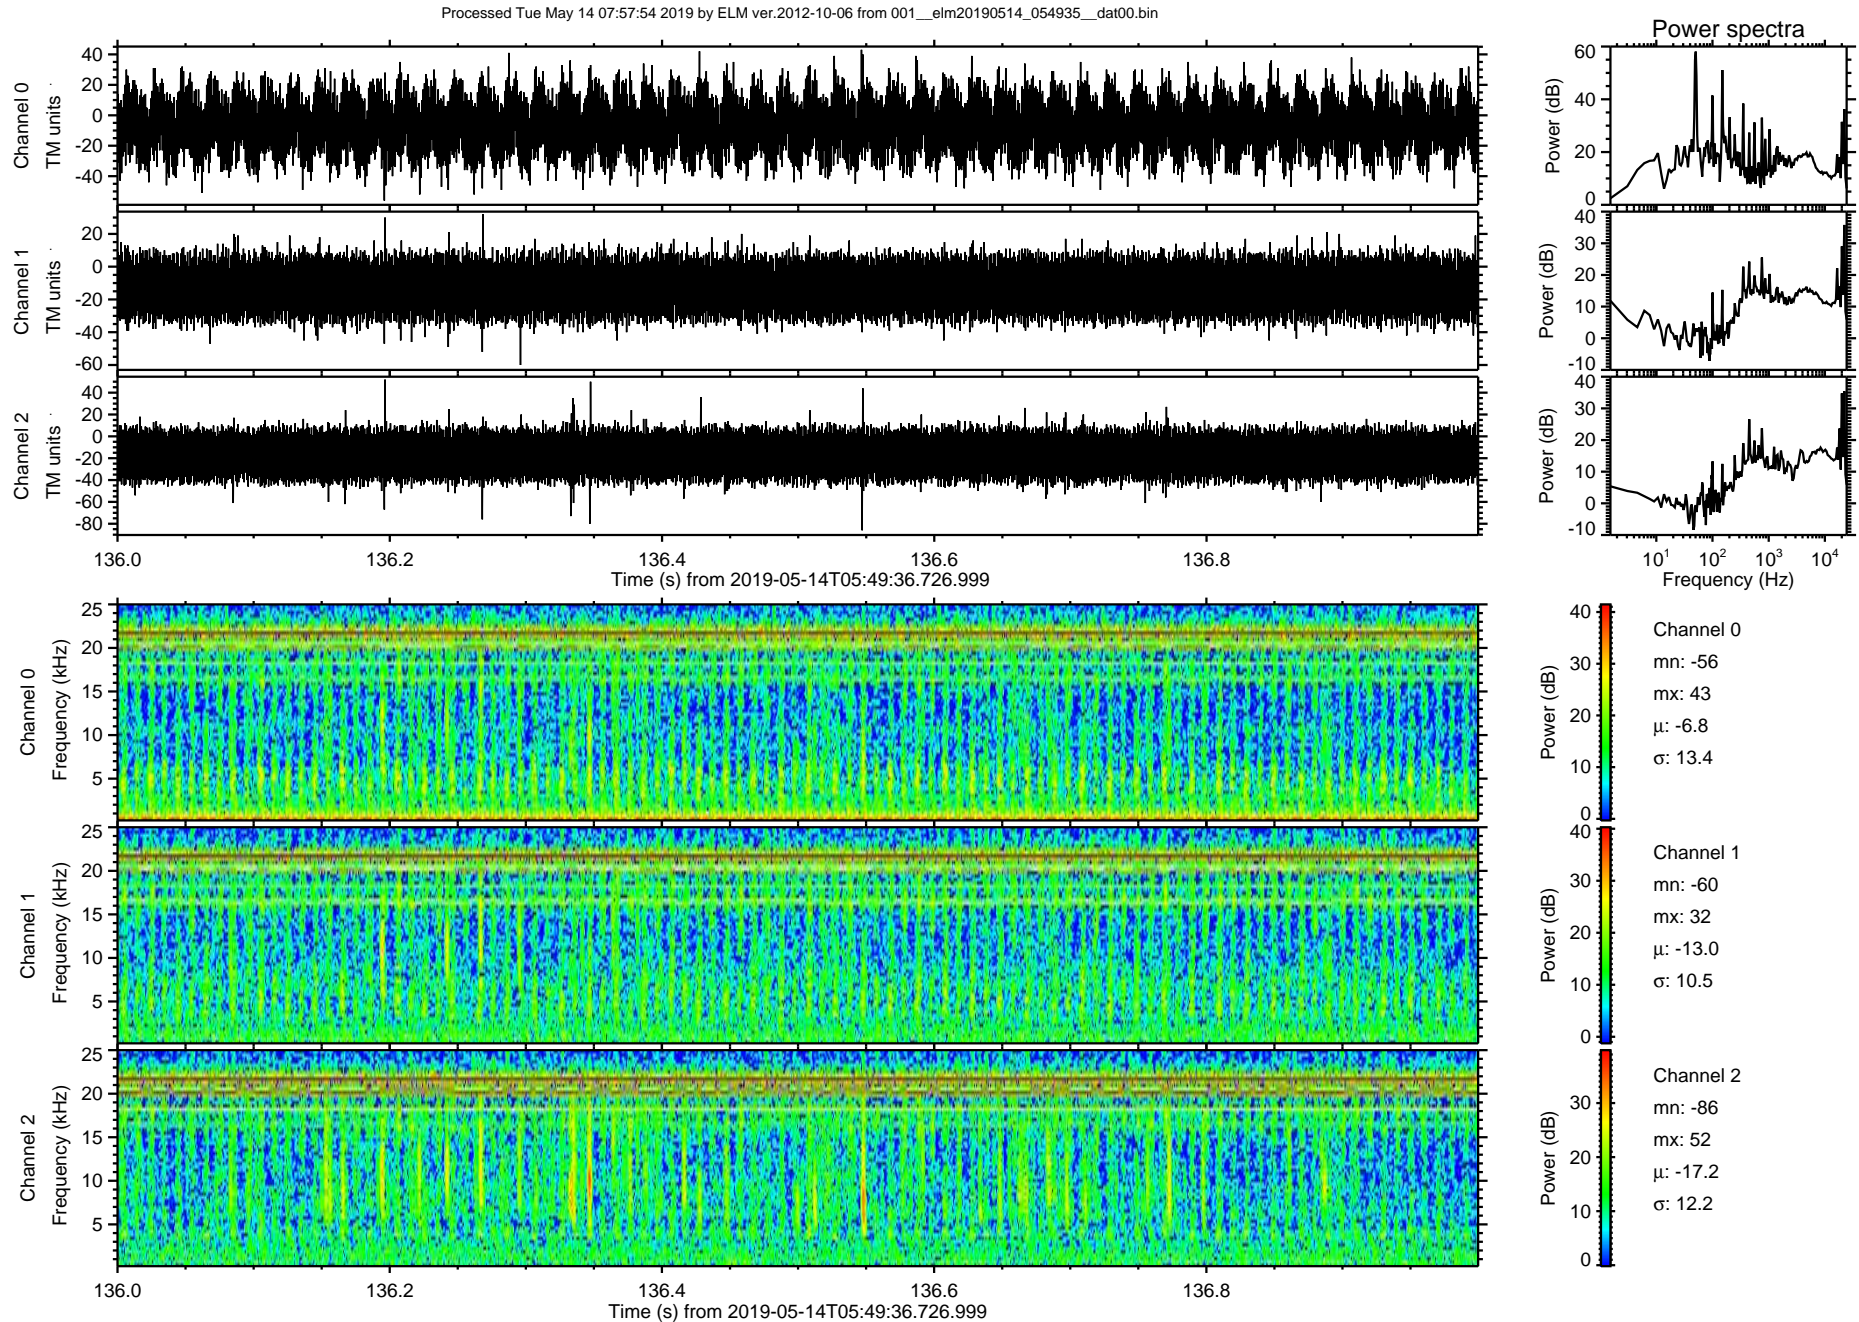 Processed Tue May 14 07:57:54 2019 by ELM ver.2012-10-06 from 001__elm20190514_054935__dat00.bin
Power spectra
Channel 0
TM units
40
20
0
-20
-40
Power (dB)
60
40
20
0
Channel 1
TM units
20
0
-20
-40
-60
Power (dB)
40
30
20
10
0
-10
Channel 2
TM units
40
20
0
-20
-40
-60
-80
Power (dB)
40
30
20
10
0
-10
136.0 136.2 136.4 136.6 136.8
Time (s) from 2019-05-14T05:49:36.726.999
10^1 10^2 10^3 10^4
Frequency (Hz)
Channel 0
Frequency (kHz)
25
20
15
10
5
Power (dB)
40
30
20
10
0
Channel 0
mn: -56
mx: 43
μ: -6.8
σ: 13.4
Channel 1
Frequency (kHz)
25
20
15
10
5
Power (dB)
40
30
20
10
0
Channel 1
mn: -60
mx: 32
μ: -13.0
σ: 10.5
Channel 2
Frequency (kHz)
25
20
15
10
5
Power (dB)
30
20
10
0
Channel 2
mn: -86
mx: 52
μ: -17.2
σ: 12.2
136.0 136.2 136.4 136.6 136.8
Time (s) from 2019-05-14T05:49:36.726.999